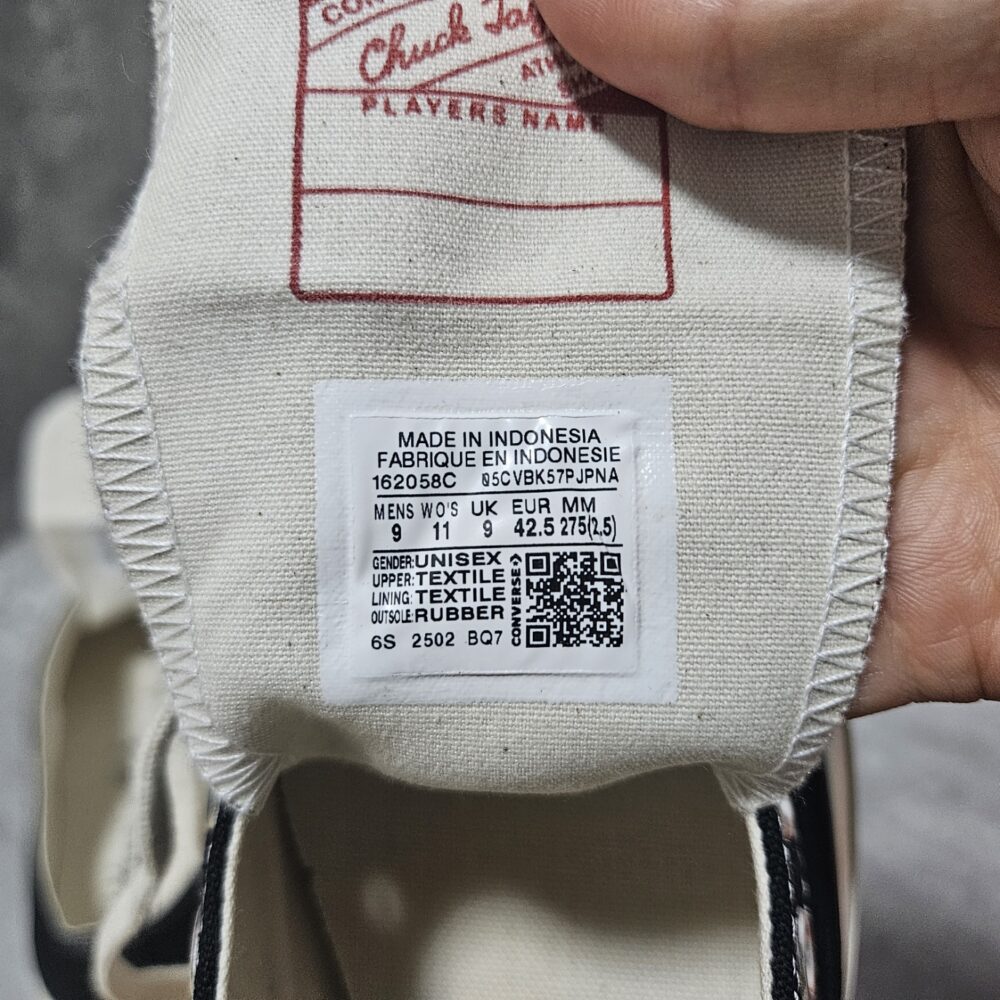 Chuck
PLAYERS NAME
MADE IN INDONESIA
FABRIQUE EN INDONESIE
162058C 05CVBK57PJPNA
MENS WO'S UK EUR MM
9 11 9 42.5 275(2.5)
GENDER:UNISEX
UPPER:TEXTILE
LINING:TEXTILE
OUTSOLE:RUBBER
6S 2502 BQ7
CONVERSE